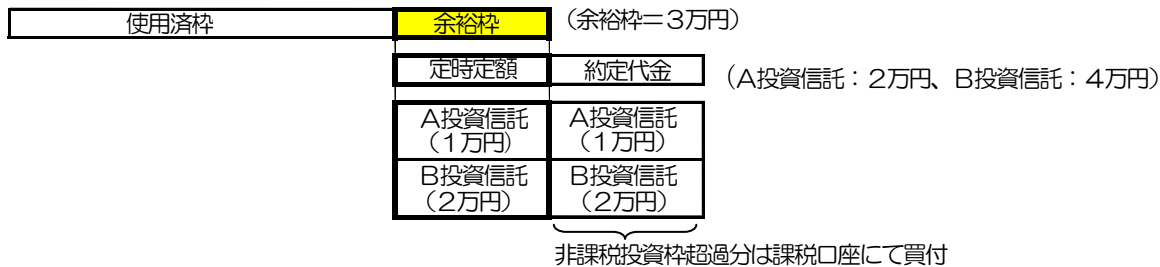 使用済枠 余裕枠 (余裕枠=3万円)
定時定額 約定代金 (A投資信託:2万円、B投資信託:4万円)
A投資信託 A投資信託
(1万円) (1万円)
B投資信託 B投資信託
(2万円) (2万円)
非課税投資枠超過分は課税口座にて買付